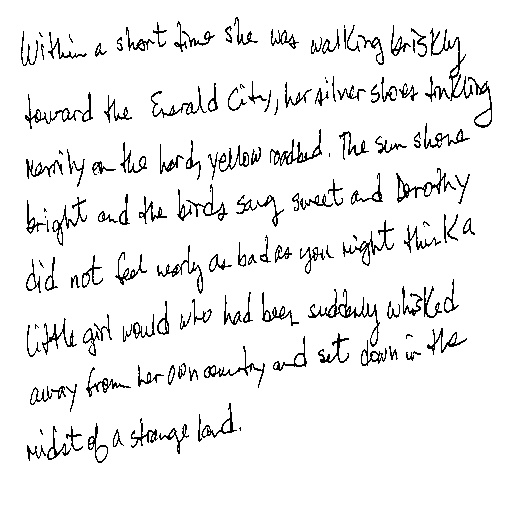 Within a short time she was walking briskly
toward the Emerald City, her silver shoes tinkling
merrily on the hard, yellow roadbed. The sun shone
bright and the birds sang sweet and Dorothy
did not feel nearly as bad as you might think a
little girl would who had been suddenly whisked
away from her own country and set down in the
midst of a strange land.